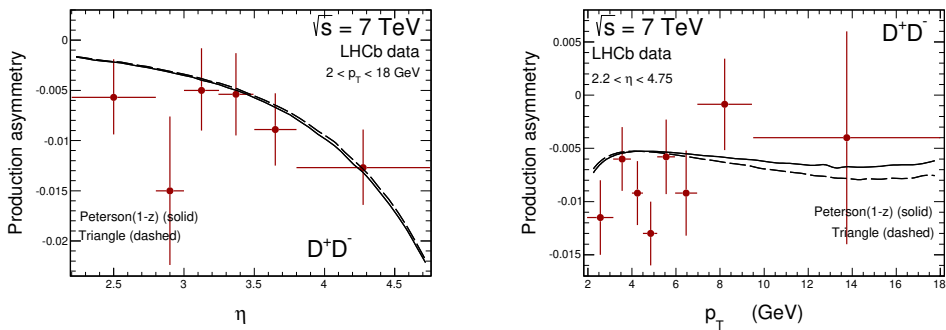 √s = 7 TeV
LHCb data
2 < p_T < 18 GeV
Production asymmetry
0
-0.005
-0.01
-0.015
-0.02
Peterson(1-z) (solid)
Triangle (dashed)
D⁺D⁻
2.5 3 3.5 4 4.5
η
√s = 7 TeV
D⁺D⁻
LHCb data
2.2 < η < 4.75
Production asymmetry
0.005
0
-0.005
-0.01
-0.015
Peterson(1-z) (solid)
Triangle (dashed)
2 4 6 8 10 12 14 16 18
p_T (GeV)